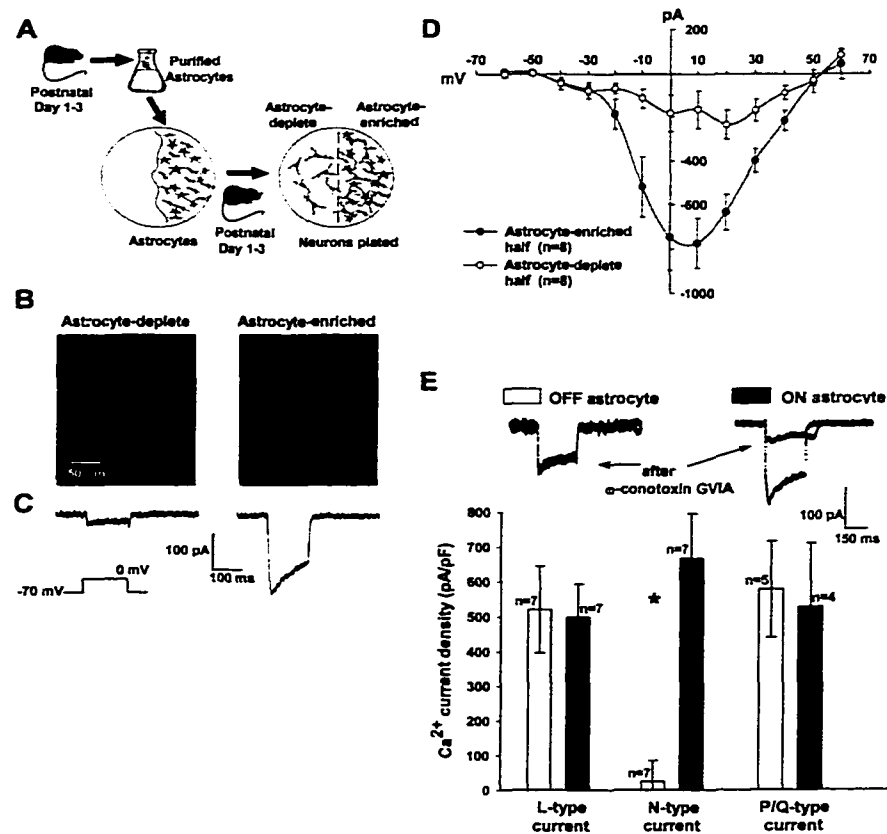 A
Postnatal
Day 1-3
Purified
Astrocytes
Astrocytes
Postnatal
Day 1-3
Astrocyte-
deplete
Astrocyte-
enriched
Neurons plated
B
Astrocyte-deplete
Astrocyte-enriched
C
-70 mV
0 mV
100 pA
100 ms
D
pA
200
-70
-50
-30
-10
10
30
50
70
mV
-400
-600
-1000
Astrocyte-enriched
half (n=8)
Astrocyte-deplete
half (n=8)
E
OFF astrocyte
ON astrocyte
after
-conotoxin GVIA
100 pA
150 ms
Ca2+ current density (pA/pF)
800
700
600
500
400
300
200
100
0
n=7
n=7
n=7
*
n=7
n=5
n=4
L-type
current
N-type
current
P/Q-type
current